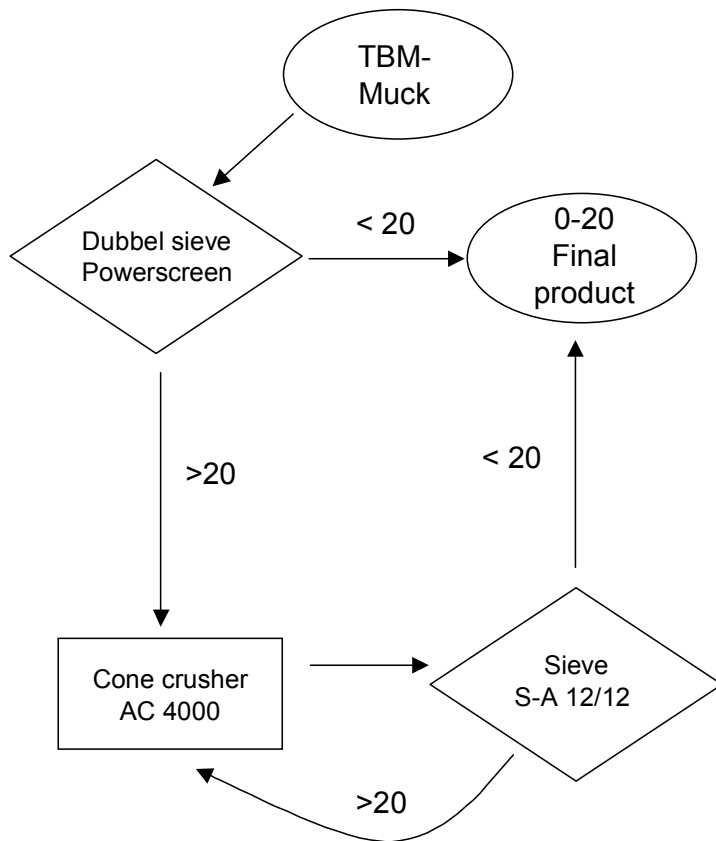 TBM-
Muck
Dubbel sieve
Powerscreen
< 20
0-20
Final
product
>20
< 20
Cone crusher
AC 4000
Sieve
S-A 12/12
>20